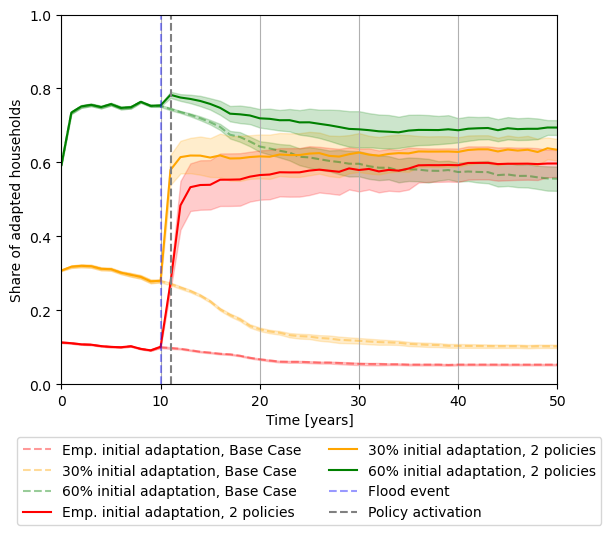 1.0
0.8
0.6
0.4
0.2
0.0
Share of adapted households
0 10 20 30 40 50
Time [years]
Emp. initial adaptation, Base Case
30% initial adaptation, Base Case
60% initial adaptation, Base Case
Emp. initial adaptation, 2 policies
30% initial adaptation, 2 policies
60% initial adaptation, 2 policies
Flood event
Policy activation